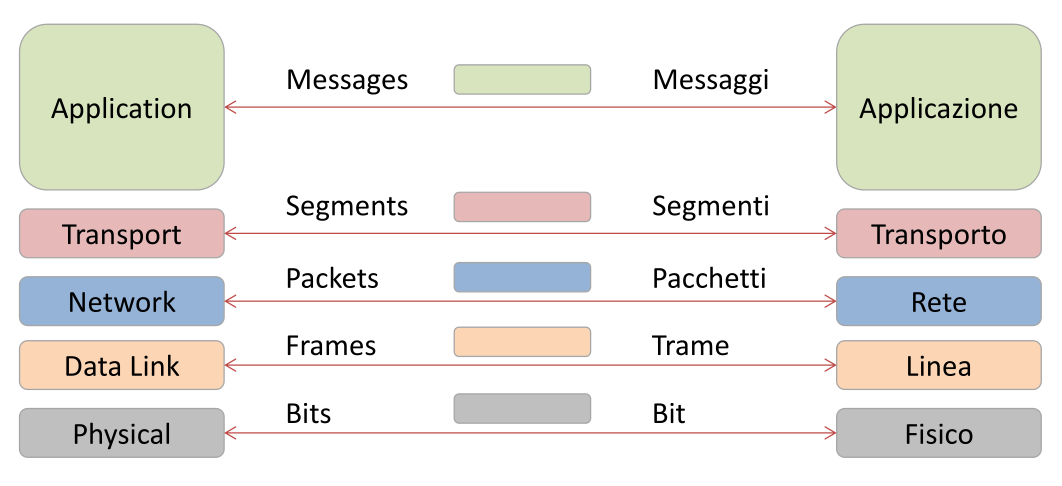 Application
Messages
Messaggi
Applicazione
Transport
Segments
Segmenti
Transporto
Network
Packets
Pacchetti
Rete
Data Link
Frames
Trame
Linea
Physical
Bits
Bit
Fisico